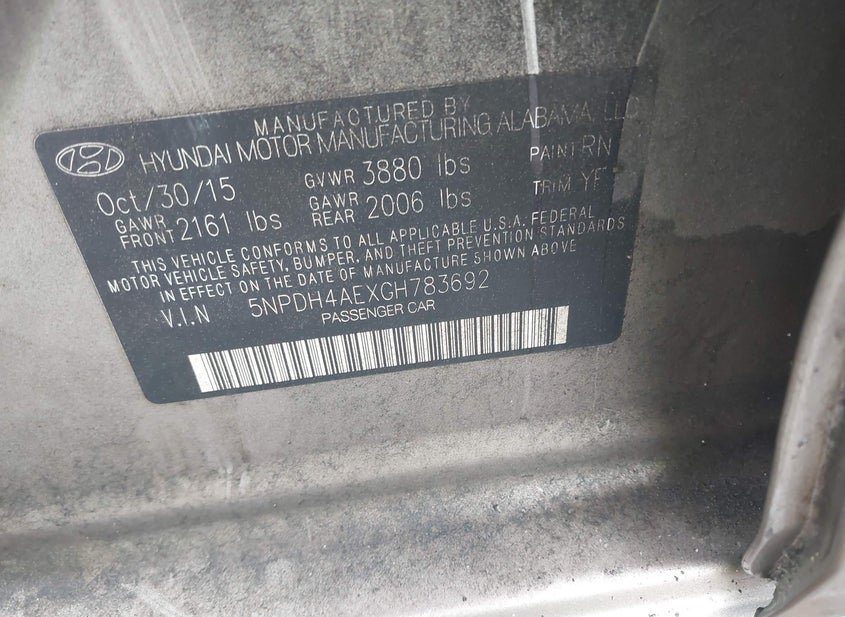 MANUFACTURED BY
HYUNDAI MOTOR MANUFACTURING ALABAMA, LLC
Oct/30/15 GVWR 3880 lbs PAINT RN
GAWR FRONT 2161 lbs GAWR REAR 2006 lbs TRIM YF
THIS VEHICLE CONFORMS TO ALL APPLICABLE U.S.A. FEDERAL
MOTOR VEHICLE SAFETY, BUMPER, AND THEFT PREVENTION STANDARDS
IN EFFECT ON THE DATE OF MANUFACTURE SHOWN ABOVE
V.I.N 5NPDH4AEXGH783692
PASSENGER CAR